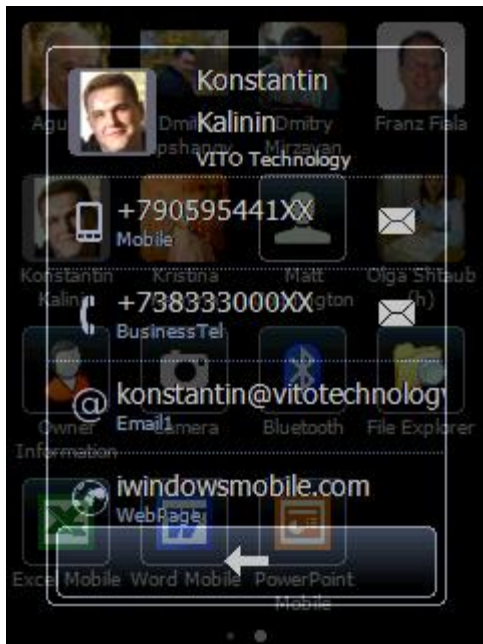 Konstantin
Kalinin
VITO Technology
+790595441XX
Mobile
+738333000XX
BusinessTel
konstantin@vitotechnology
Email1
iwindowsmobile.com
WebPage
Dmitry
Mirzayan
Franz Fiala
Konstantin
Kalinin
Kristina
Matt
Olga Shtaub
(h)
Owner
Information
Camera
Bluetooth
File Explorer
Excel Mobile
Word Mobile
PowerPoint
Mobile